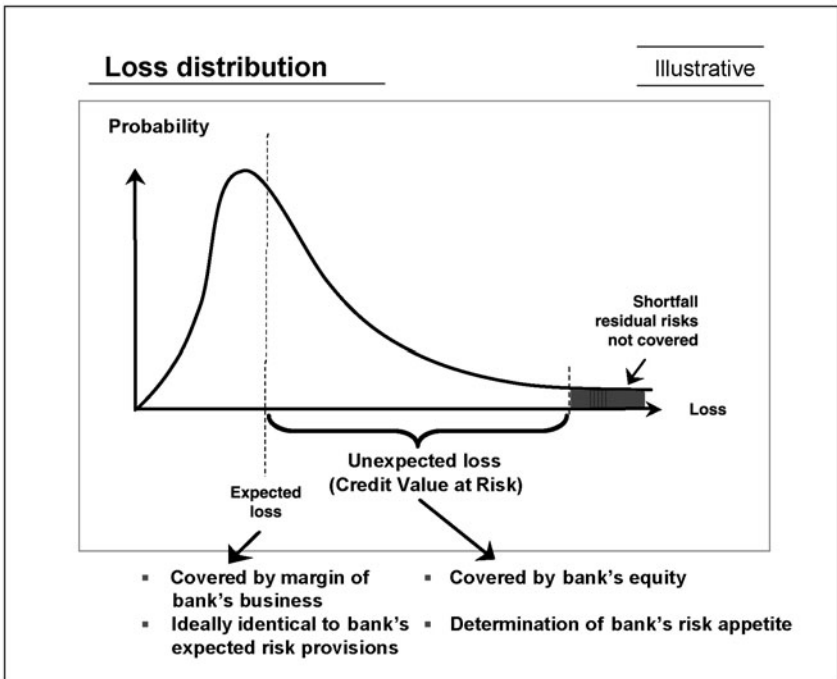 Loss distribution
Illustrative
Probability
Shortfall
residual risks
not covered
Loss
Unexpected loss
(Credit Value at Risk)
Expected
loss
▪ Covered by margin of
bank's business
▪ Ideally identical to bank's
expected risk provisions
▪ Covered by bank's equity
▪ Determination of bank's risk appetite